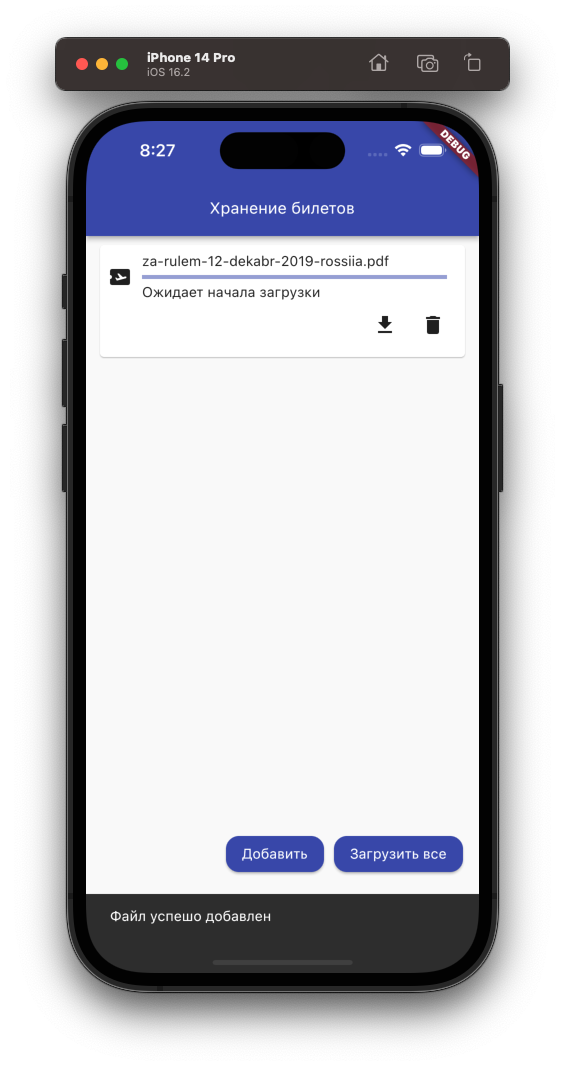 iPhone 14 Pro
iOS 16.2
8:27
DEBUG
Хранение билетов
za-rulem-12-dekabr-2019-rossiia.pdf
Ожидает начала загрузки
Добавить
Загрузить все
Файл успешо добавлен